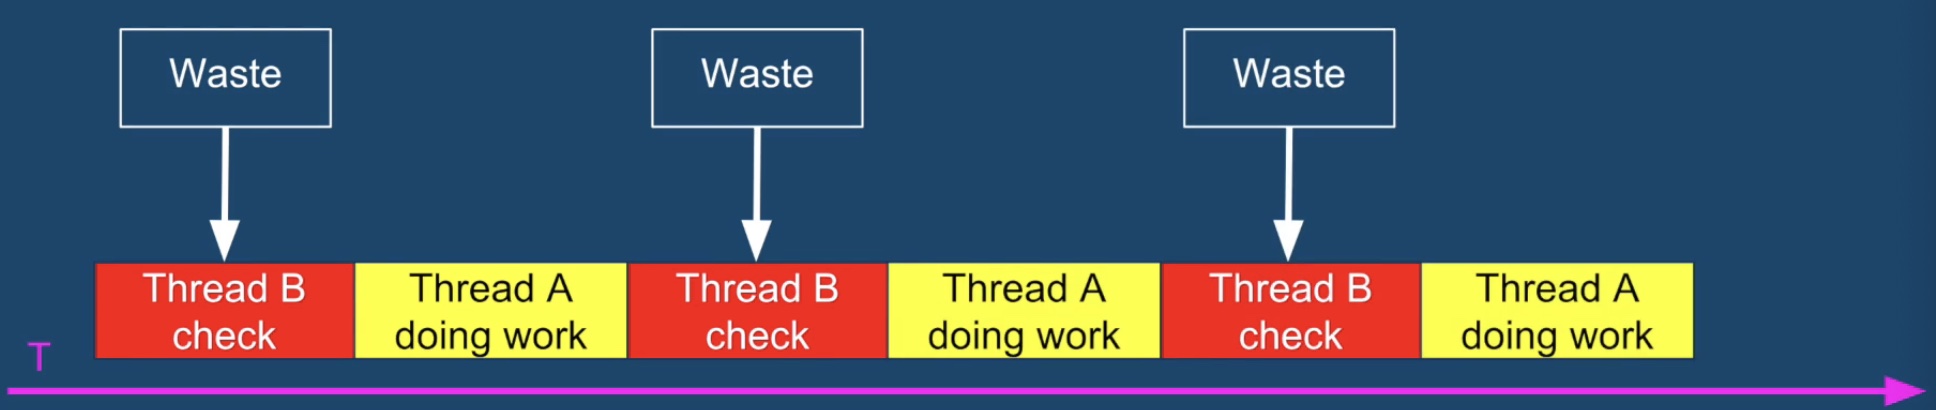 Waste
Waste
Waste
Thread B
check
Thread A
doing work
Thread B
check
Thread A
doing work
Thread B
check
Thread A
doing work
T